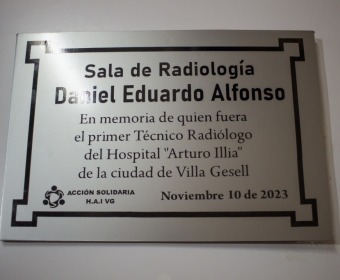 Sala de Radiología
Daniel Eduardo Alfonso
En memoria de quien fuera
el primer Técnico Radiólogo
del Hospital "Arturo Illia"
de la ciudad de Villa Gesell
ACCIÓN SOLIDARIA
H.A.I VG
Noviembre 10 de 2023